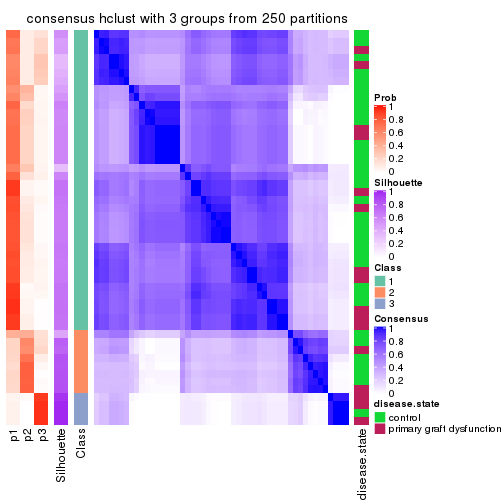 consensus hclust with 3 groups from 250 partitions
Prob
1
0.8
0.6
0.4
0.2
0
Silhouette
1
0.8
0.6
0.4
0.2
0
Class
1
2
3
Consensus
1
0.8
0.6
0.4
0.2
0
disease.state
control
primary graft dysfunction
p1
p2
p3
Silhouette
Class
disease.state